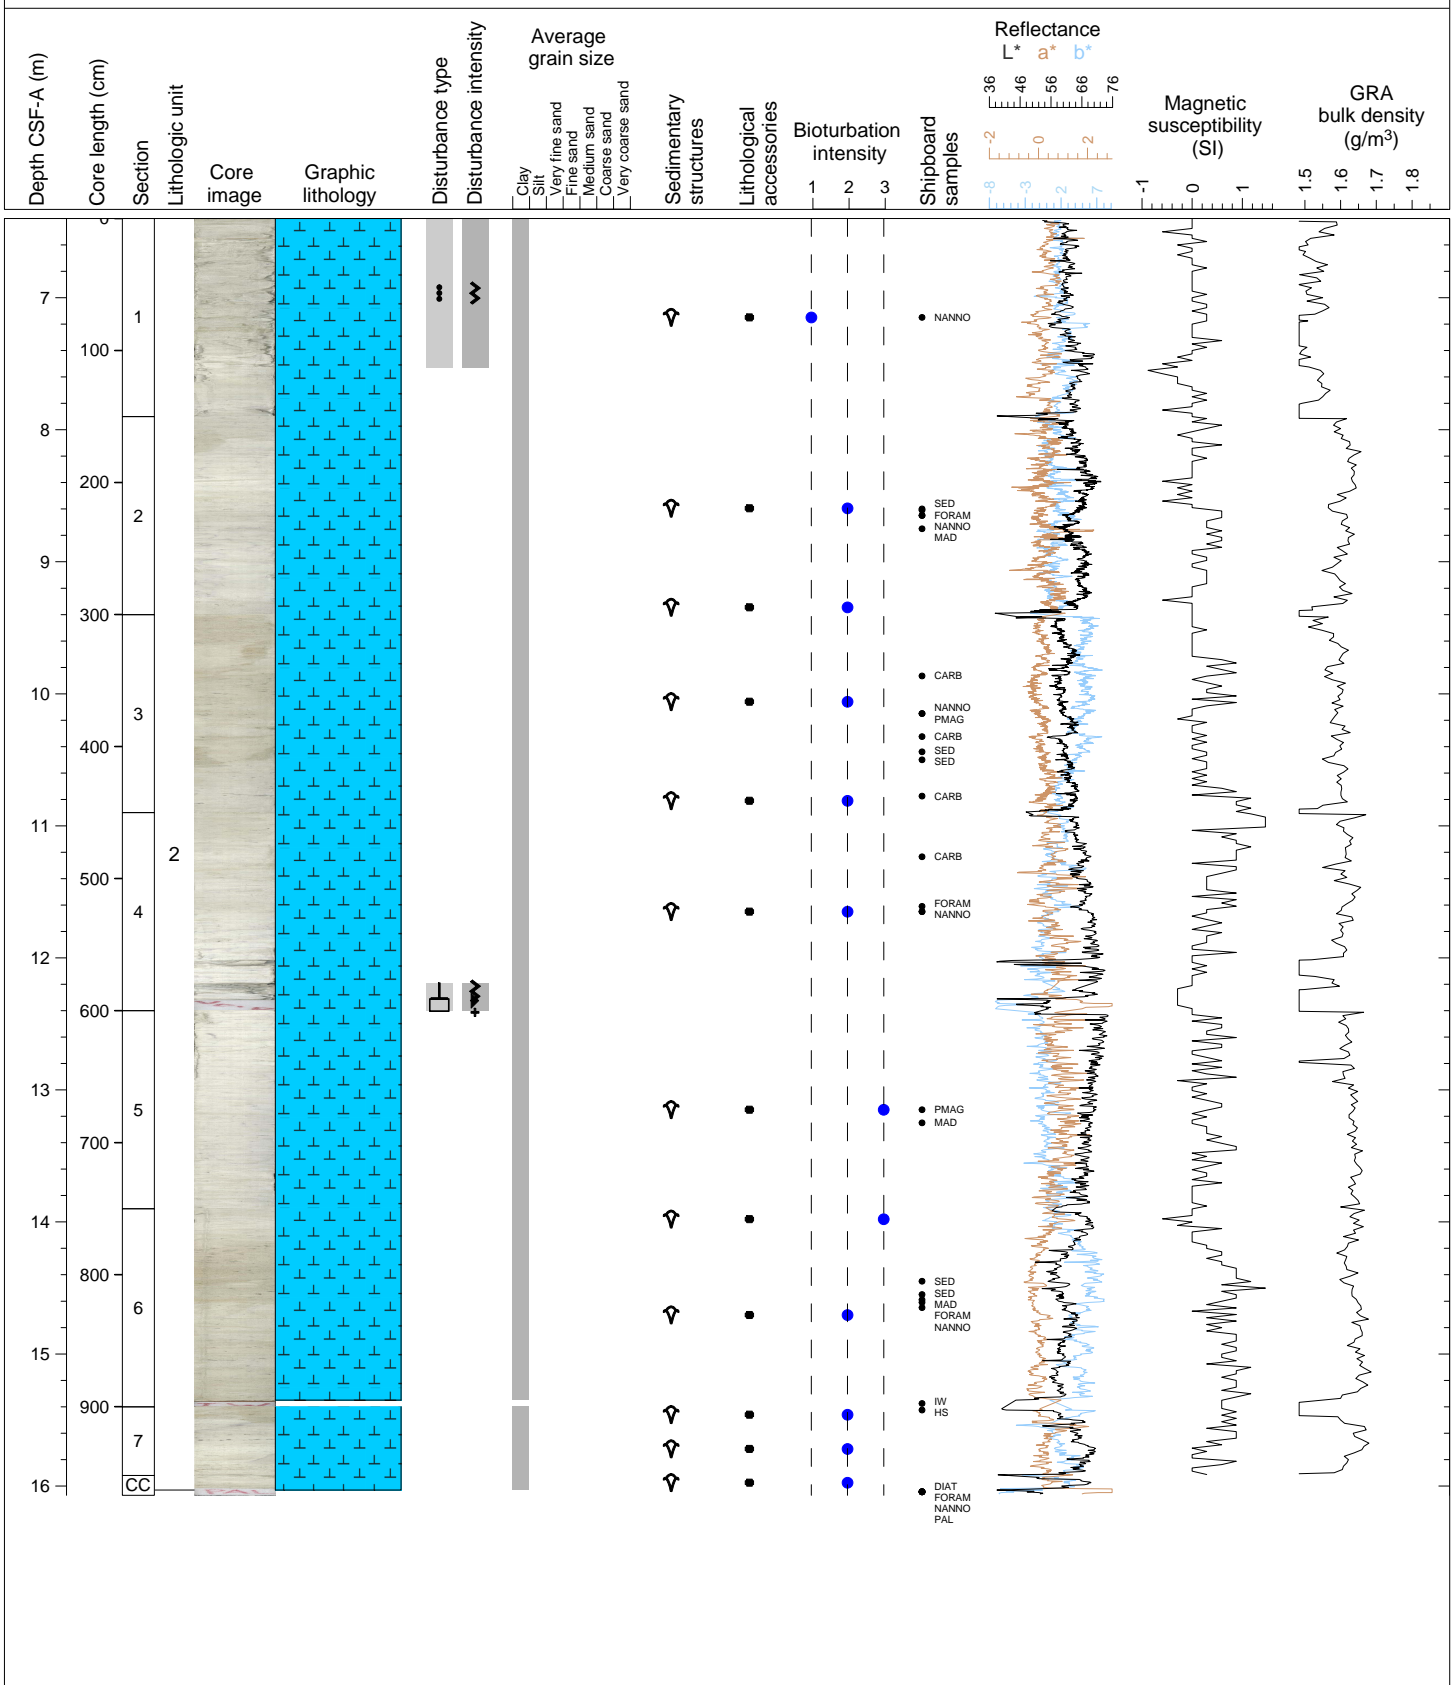 Depth CSF-A (m)
Core length (cm)
Section
Lithologic unit
Core
image
Graphic
lithology
Disturbance type
Disturbance intensity
Average
grain size
Clay
Silt
Very fine sand
Fine sand
Medium sand
Coarse sand
Very coarse sand
Sedimentary
structures
Lithological
accessories
Bioturbation
intensity
1 2 3
Shipboard
samples
Reflectance
L* a* b*
36 46 56 66 76
-2 0 2
-8 -3 2 7
Magnetic
susceptibility
(SI)
-1 0 1
GRA
bulk density
(g/m³)
1.5 1.6 1.7 1.8
0
7
1
NANNO
100
8
200
2
SED
FORAM
NANNO
MAD
9
300
CARB
10
3
NANNO
PMAG
400
CARB
SED
SED
CARB
11
2
CARB
500
4
FORAM
NANNO
12
600
13
5
PMAG
MAD
700
14
800
SED
6
SED
MAD
FORAM
NANNO
15
900
IW
HS
7
16
CC
DIAT
FORAM
NANNO
PAL